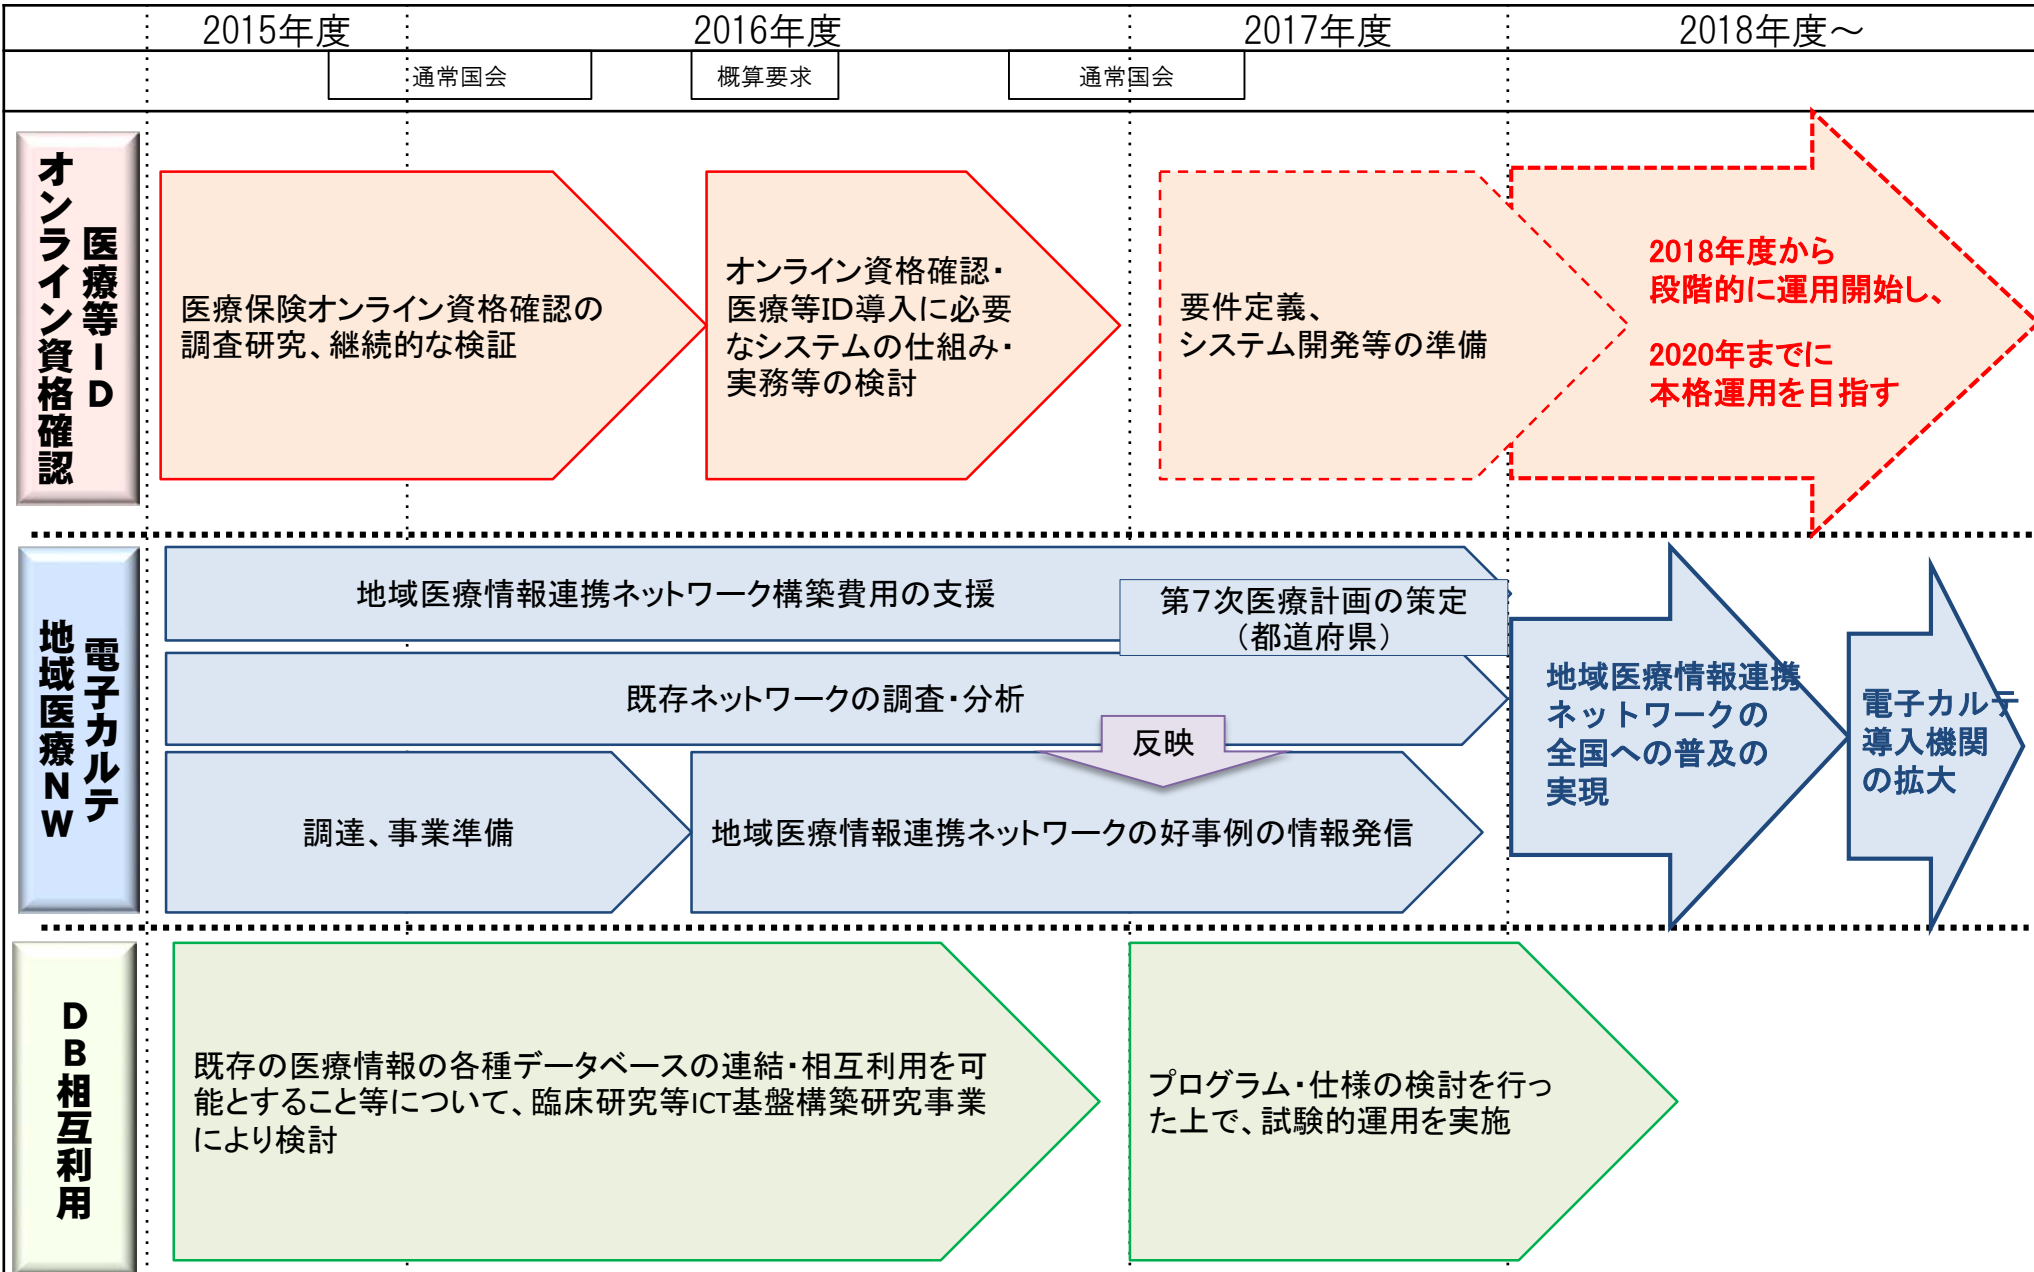 2015年度
2016年度
2017年度
2018年度～
通常国会
概算要求
通常国会
医療等ID
オンライン資格確認
医療保険オンライン資格確認の
調査研究、継続的な検証
オンライン資格確認・
医療等ID導入に必要
なシステムの仕組み・
実務等の検討
要件定義、
システム開発等の準備
2018年度から
段階的に運用開始し、
2020年までに
本格運用を目指す
電子カルテ
地域医療NW
地域医療情報連携ネットワーク構築費用の支援
第7次医療計画の策定
（都道府県）
既存ネットワークの調査・分析
反映
調達、事業準備
地域医療情報連携ネットワークの好事例の情報発信
地域医療情報連携
ネットワークの
全国への普及の
実現
電子カルテ
導入機関
の拡大
DB相互利用
既存の医療情報の各種データベースの連結・相互利用を可
能とすること等について、臨床研究等ICT基盤構築研究事業
により検討
プログラム・仕様の検討を行っ
た上で、試験的運用を実施